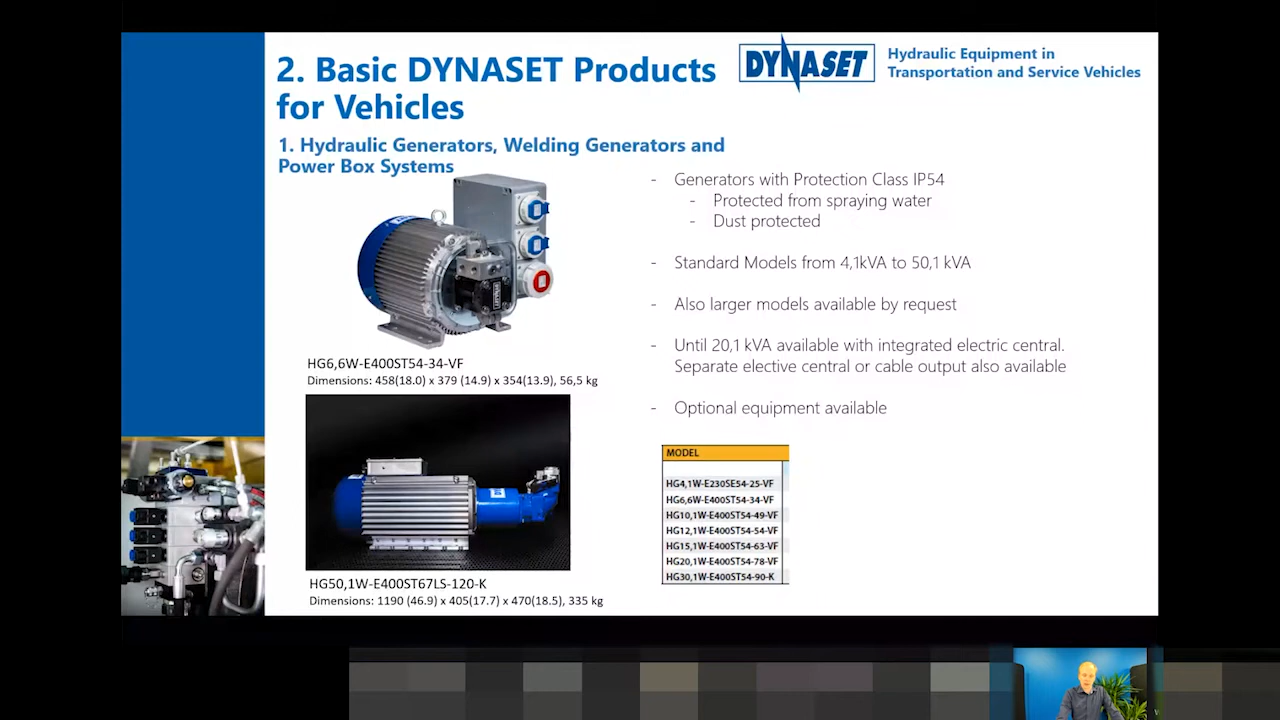 2. Basic DYNASET Products
for Vehicles
DYNASET
Hydraulic Equipment in
Transportation and Service Vehicles
1. Hydraulic Generators, Welding Generators and
Power Box Systems
- Generators with Protection Class IP54
- Protected from spraying water
- Dust protected
- Standard Models from 4,1kVA to 50,1 kVA
- Also larger models available by request
- Until 20,1 kVA available with integrated electric central.
Separate elective central or cable output also available
- Optional equipment available
HG6,6W-E400ST54-34-VF
Dimensions: 458(18.0) x 379 (14.9) x 354(13.9), 56,5 kg
HG50,1W-E400ST67LS-120-K
Dimensions: 1190 (46.9) x 405(17.7) x 470(18.5), 335 kg
MODEL
HG4,1W-E230SE54-25-VF
HG6,6W-E400ST54-34-VF
HG10,1W-E400ST54-49-VF
HG12,1W-E400ST54-54-VF
HG15,1W-E400ST54-63-VF
HG20,1W-E400ST54-78-VF
HG30,1W-E400ST54-90-K